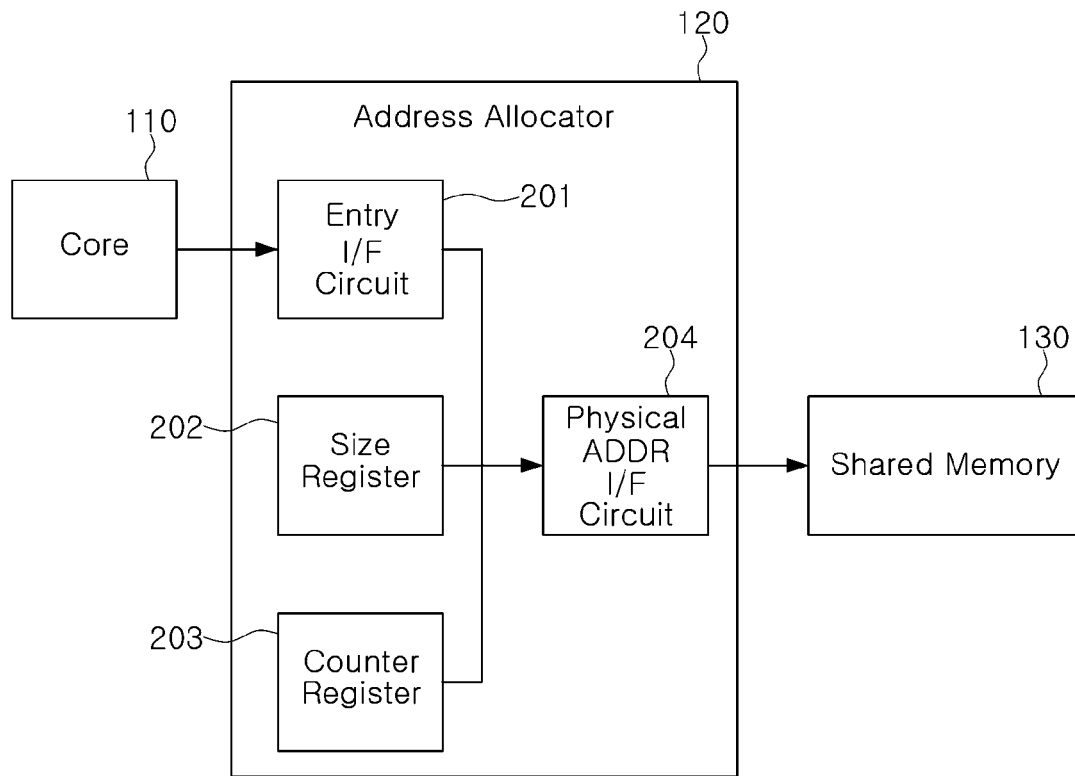 120
Address Allocator
110
Core
201
Entry
I/F
Circuit
204
130
202
Size
Register
Physical
ADDR
I/F
Circuit
Shared Memory
203
Counter
Register